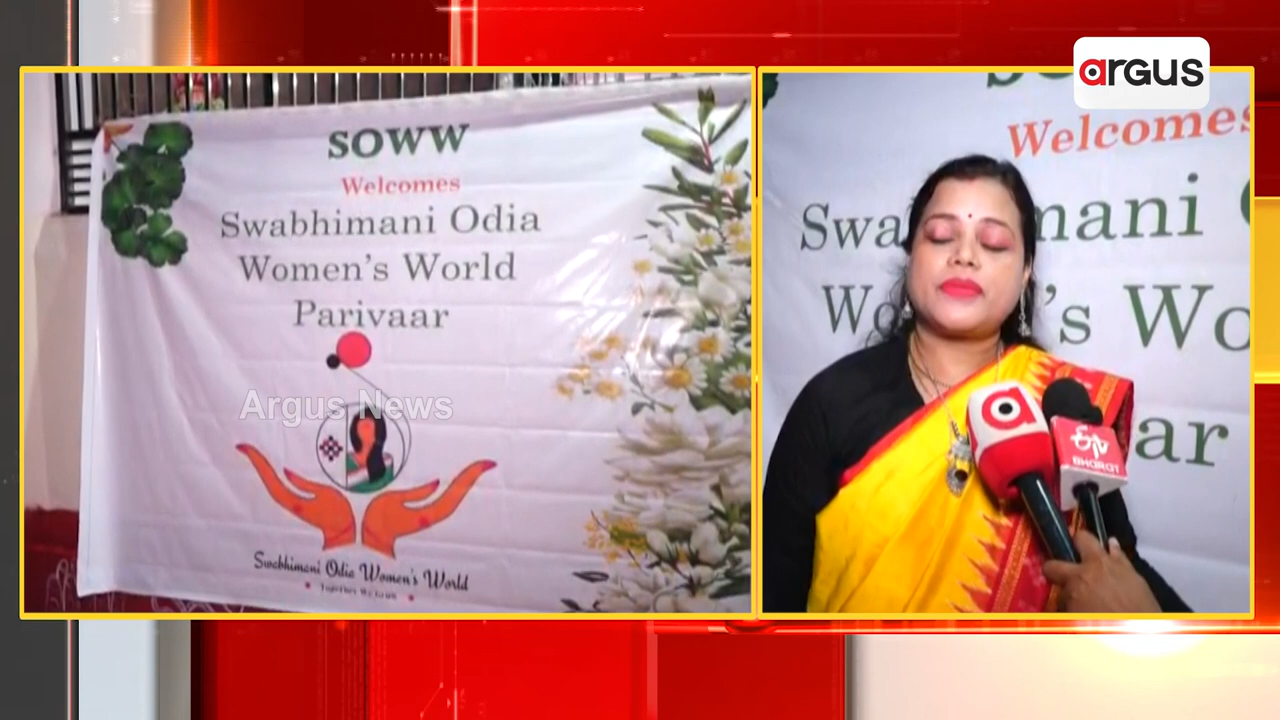 SOWW
Welcomes
Swabhimani Odia
Women's World
Parivaar
Argus News
Swabhimani Odia Women's World
argus
Welcomes
Swa mani
Wo 's Wo
ar
a
BHARAT